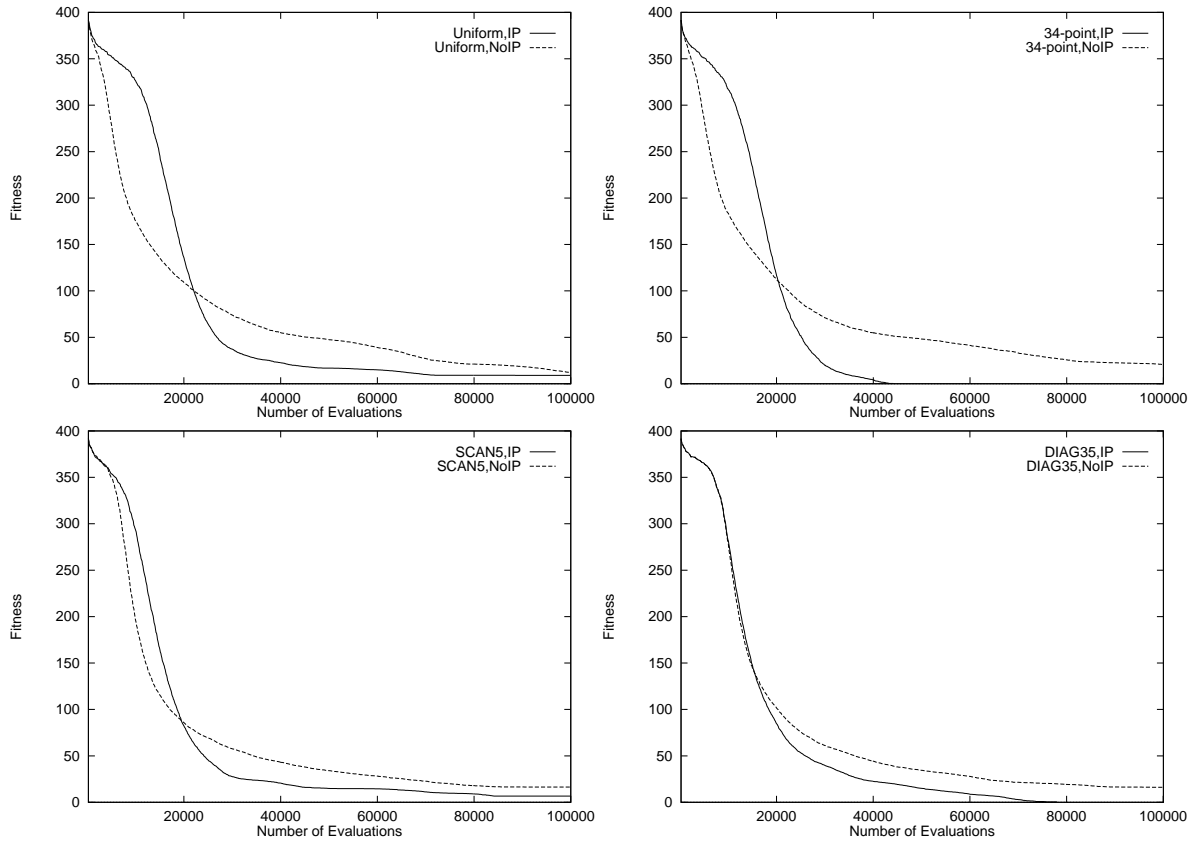 400
350
300
250
200
150
100
50
0
Fitness
20000 40000 60000 80000 100000
Number of Evaluations
Uniform,IP
Uniform,NoIP
400
350
300
250
200
150
100
50
0
Fitness
20000 40000 60000 80000 100000
Number of Evaluations
34-point,IP
34-point,NoIP
400
350
300
250
200
150
100
50
0
Fitness
20000 40000 60000 80000 100000
Number of Evaluations
SCAN5,IP
SCAN5,NoIP
400
350
300
250
200
150
100
50
0
Fitness
20000 40000 60000 80000 100000
Number of Evaluations
DIAG35,IP
DIAG35,NoIP